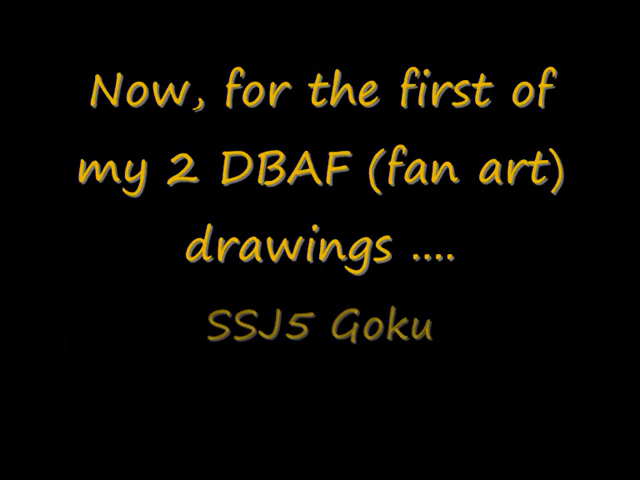 Now, for the first of
my 2 DBAF (fan art)
drawings ....
SSJ5 Goku